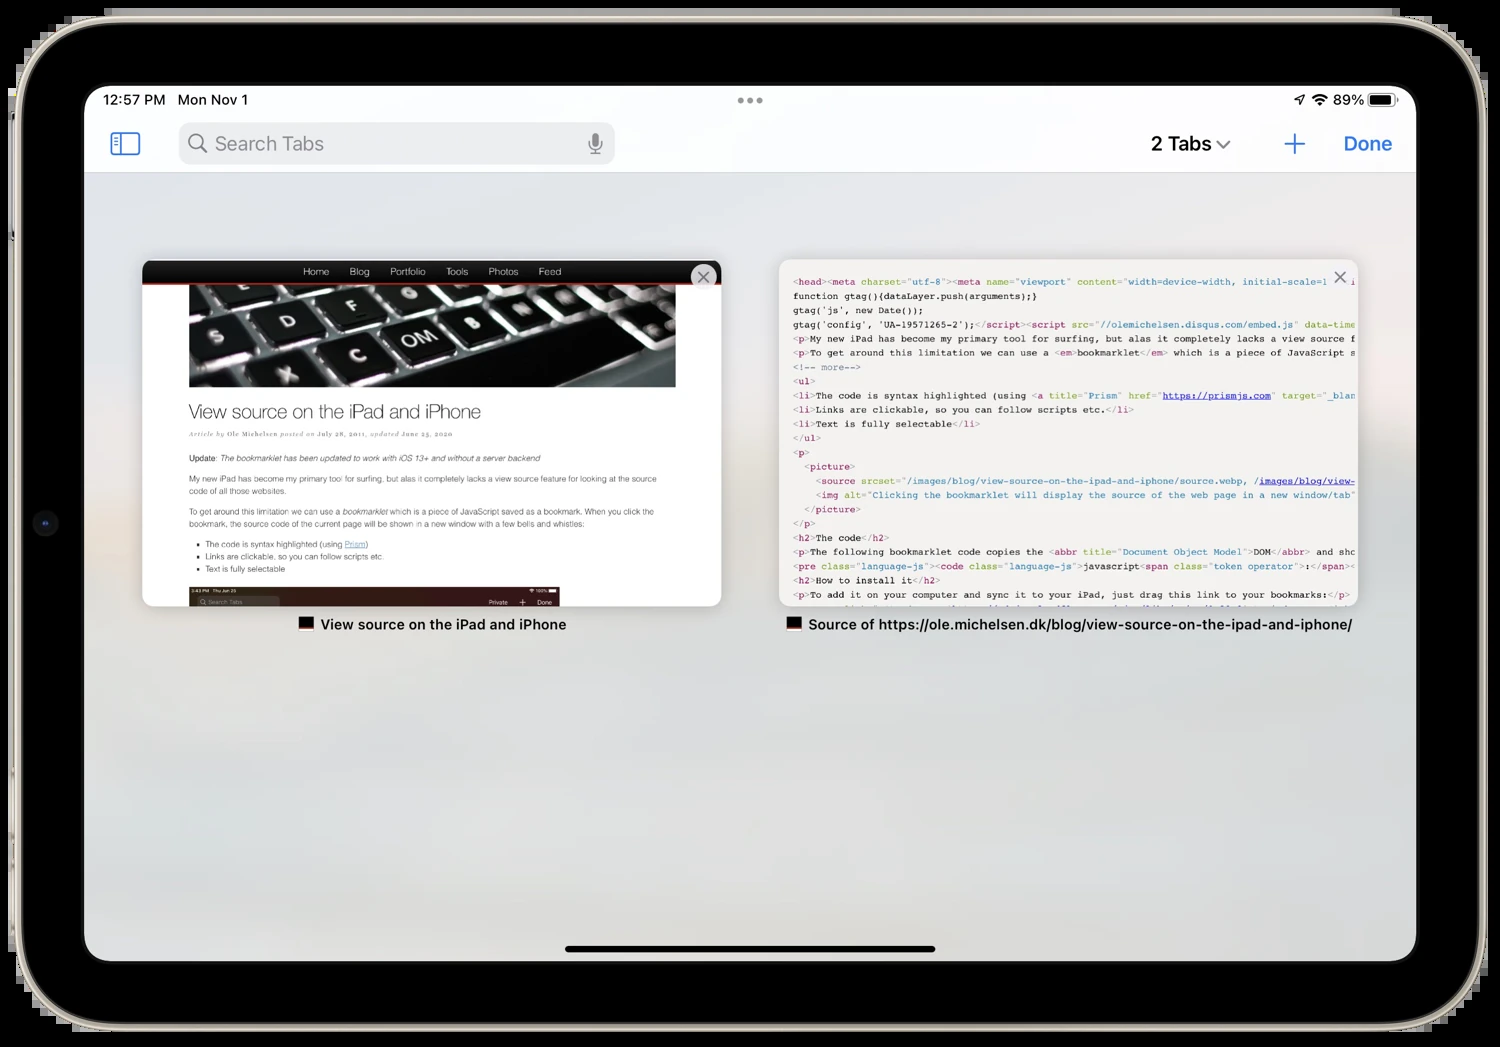 12:57 PM Mon Nov 1
89%
Search Tabs
2 Tabs
Done
Home Blog Portfolio Tools Photos Feed
S D F G X C OM B N
View source on the iPad and iPhone
Article by Ole Michelsen posted on July 28, 2011, updated June 25, 2020
Update: The bookmarklet has been updated to work with iOS 13+ and without a server backend
My new iPad has become my primary tool for surfing, but alas it completely lacks a view source feature for looking at the source
code of all those websites.
To get around this limitation we can use a bookmarklet which is a piece of JavaScript saved as a bookmark. When you click the
bookmark, the source code of the current page will be shown in a new window with a few bells and whistles:
The code is syntax highlighted (using Prism)
Links are clickable, so you can follow scripts etc.
Text is fully selectable
3:43 PM Thu Jun 25
100%
Search Tabs
Private
Done
View source on the iPad and iPhone
<head><meta charset="utf-8"><meta name="viewport" content="width=device-width, initial-scale=1
function gtag(){dataLayer.push(arguments);}
gtag('js', new Date());
gtag('config', 'UA-19571265-2');</script><script src="//olemichelsen.disqus.com/embed.js" data-time
<p>My new iPad has become my primary tool for surfing, but alas it completely lacks a view source f
<p>To get around this limitation we can use a <em>bookmarklet</em> which is a piece of JavaScript s
<!-- more-->
<ul>
<li>The code is syntax highlighted (using <a title="Prism" href="https://prismjs.com" target="_blan
<li>Links are clickable, so you can follow scripts etc.</li>
<li>Text is fully selectable</li>
</ul>
<p>
<picture>
<source srcset="/images/blog/view-source-on-the-ipad-and-iphone/source.webp, /images/blog/view-
<img alt="Clicking the bookmarklet will display the source of the web page in a new window/tab"
</picture>
</p>
<h2>The code</h2>
<p>The following bookmarklet code copies the <abbr title="Document Object Model">DOM</abbr> and sho
<pre class="language-js"><code class="language-js">javascript<span class="token operator">:</span><
<h2>How to install it</h2>
<p>To add it on your computer and sync it to your iPad, just drag this link to your bookmarks:</p>
Source of https://ole.michelsen.dk/blog/view-source-on-the-ipad-and-iphone/